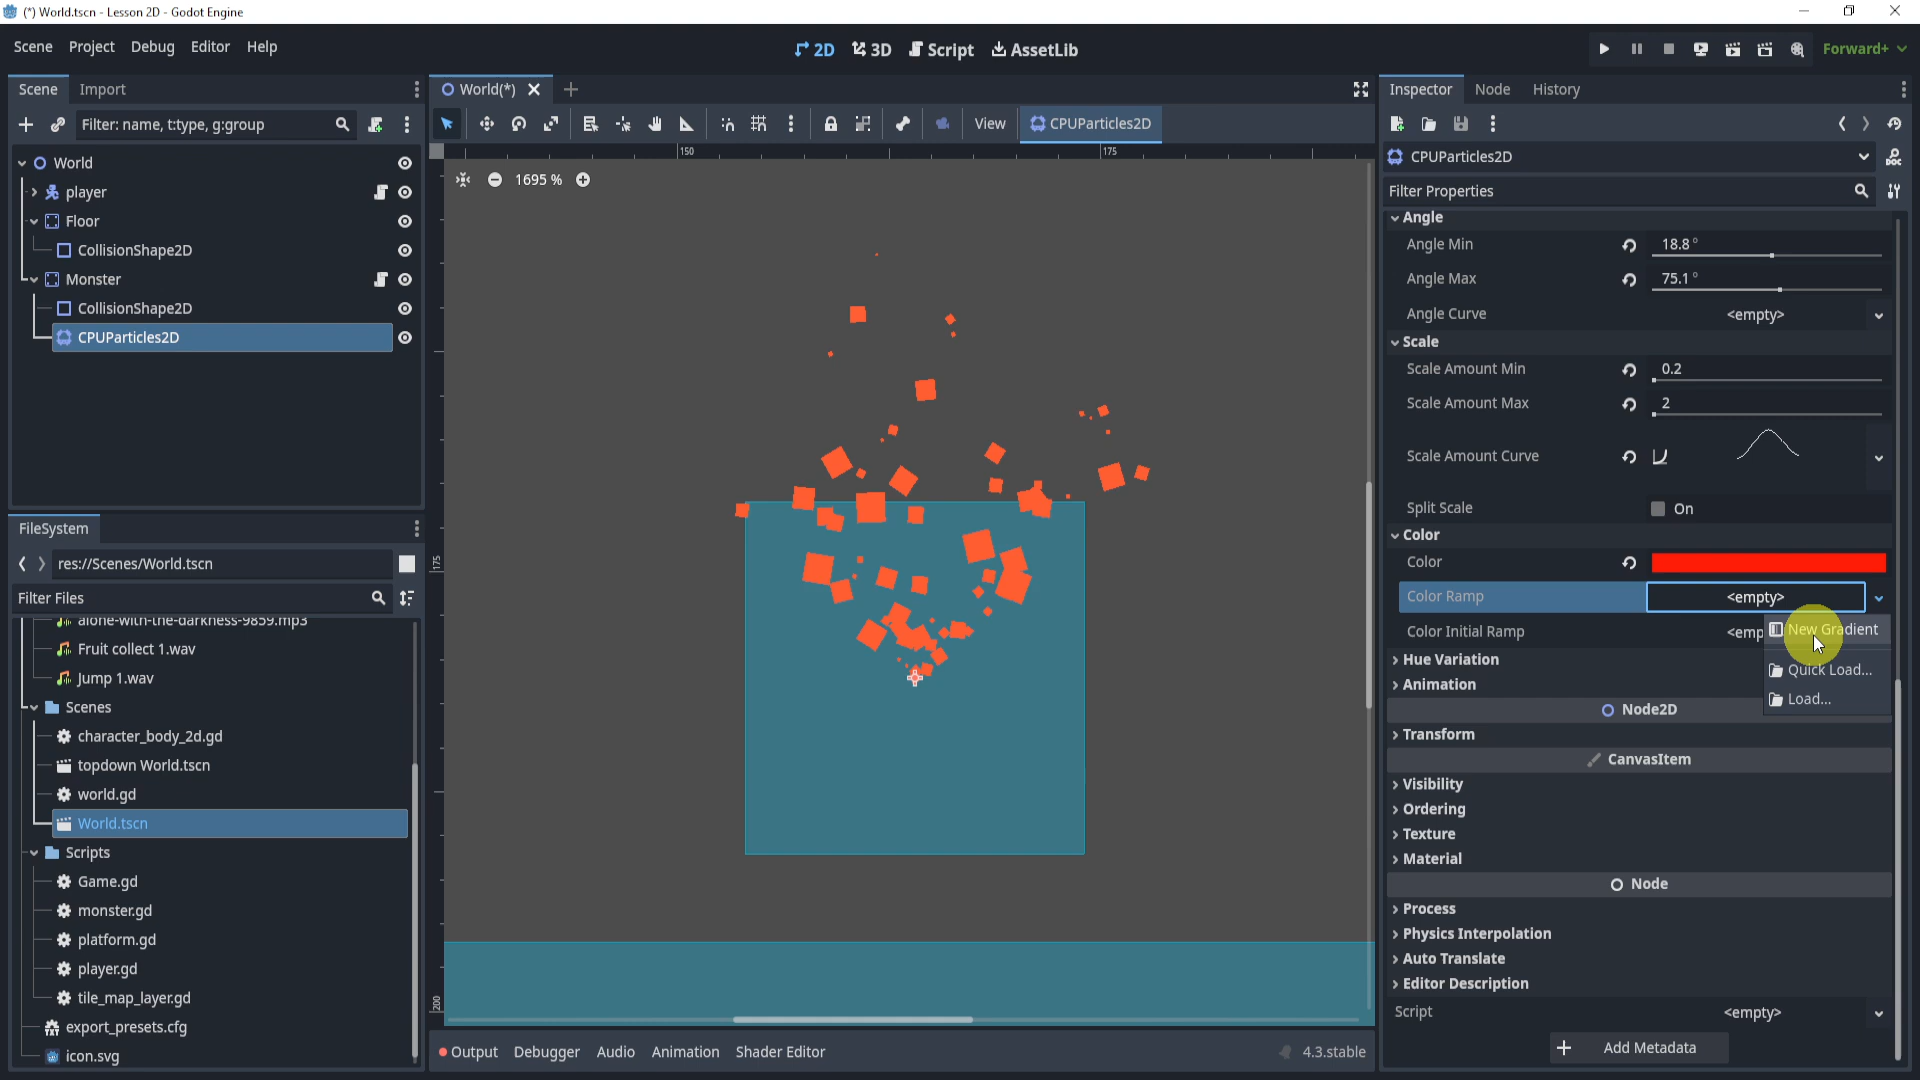 (*) World.tscn - Lesson 2D - Godot Engine
Scene Project Debug Editor Help
2D 3D Script AssetLib
Forward+
Scene Import
World(*)
Inspector Node History
Filter: name, t:type, g:group
View CPUParticles2D
World
player
Floor
CollisionShape2D
Monster
CollisionShape2D
CPUParticles2D
FileSystem
res://Scenes/World.tscn
Filter Files
alone-with-the-darkness-9859.mp3
Fruit collect 1.wav
Jump 1.wav
Scenes
character_body_2d.gd
topdown World.tscn
world.gd
World.tscn
Scripts
Game.gd
monster.gd
platform.gd
player.gd
tile_map_layer.gd
export_presets.cfg
icon.svg
150 175
1695 %
175
200
Output Debugger Audio Animation Shader Editor 4.3.stable
CPUParticles2D
DOC
Filter Properties
Angle
Angle Min 18.8 °
Angle Max 75.1 °
Angle Curve <empty>
Scale
Scale Amount Min 0.2
Scale Amount Max 2
Scale Amount Curve
Split Scale On
Color
Color
Color Ramp <empty>
Color Initial Ramp <emp
New Gradient
Quick Load...
Load...
Hue Variation
Animation
Node2D
Transform
CanvasItem
Visibility
Ordering
Texture
Material
Node
Process
Physics Interpolation
Auto Translate
Editor Description
Script <empty>
Add Metadata